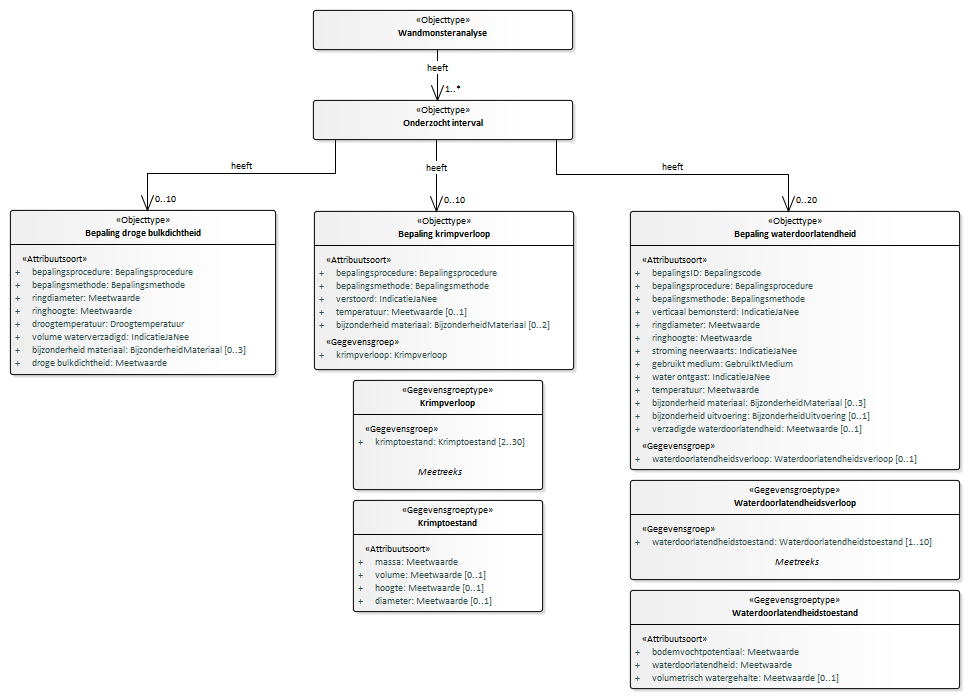 «Objecttype»
Wandmonsteranalyse
heeft
1..*
«Objecttype»
Onderzocht interval
heeft
heeft
heeft
0..10
0..10
0..20
«Objecttype»
Bepaling droge bulkdichtheid
«Attribuutsoort»
+ bepalingsprocedure: Bepalingsprocedure
+ bepalingsmethode: Bepalingsmethode
+ ringdiameter: Meetwaarde
+ ringhoogte: Meetwaarde
+ droogtemperatuur: Droogtemperatuur
+ volume waterverzadigd: IndicatieJaNee
+ bijzonderheid materiaal: BijzonderheidMateriaal [0..3]
+ droge bulkdichtheid: Meetwaarde
«Objecttype»
Bepaling krimpverloop
«Attribuutsoort»
+ bepalingsprocedure: Bepalingsprocedure
+ bepalingsmethode: Bepalingsmethode
+ verstoord: IndicatieJaNee
+ temperatuur: Meetwaarde [0..1]
+ bijzonderheid materiaal: BijzonderheidMateriaal [0..2]
«Gegevensgroep»
+ krimpverloop: Krimpverloop
«Gegevensgroeptype»
Krimpverloop
«Gegevensgroep»
+ krimptoestand: Krimptoestand [2..30]
Meetreeks
«Gegevensgroeptype»
Krimptoestand
«Attribuutsoort»
+ massa: Meetwaarde
+ volume: Meetwaarde [0..1]
+ hoogte: Meetwaarde [0..1]
+ diameter: Meetwaarde [0..1]
«Objecttype»
Bepaling waterdoorlatendheid
«Attribuutsoort»
+ bepalingsID: Bepalingscode
+ bepalingsprocedure: Bepalingsprocedure
+ bepalingsmethode: Bepalingsmethode
+ verticaal bemonsterd: IndicatieJaNee
+ ringdiameter: Meetwaarde
+ ringhoogte: Meetwaarde
+ stroming neerwaarts: IndicatieJaNee
+ gebruikt medium: GebruiktMedium
+ water ontgast: IndicatieJaNee
+ temperatuur: Meetwaarde
+ bijzonderheid materiaal: BijzonderheidMateriaal [0..3]
+ bijzonderheid uitvoering: BijzonderheidUitvoering [0..1]
+ verzadigde waterdoorlatendheid: Meetwaarde [0..1]
«Gegevensgroep»
+ waterdoorlatendheidsverloop: Waterdoorlatendheidsverloop [0..1]
«Gegevensgroeptype»
Waterdoorlatendheidsverloop
«Gegevensgroep»
+ waterdoorlatendheidstoestand: Waterdoorlatendheidstoestand [1..10]
Meetreeks
«Gegevensgroeptype»
Waterdoorlatendheidstoestand
«Attribuutsoort»
+ bodemvochtpotentiaal: Meetwaarde
+ waterdoorlatendheid: Meetwaarde
+ volumetrisch watergehalte: Meetwaarde [0..1]